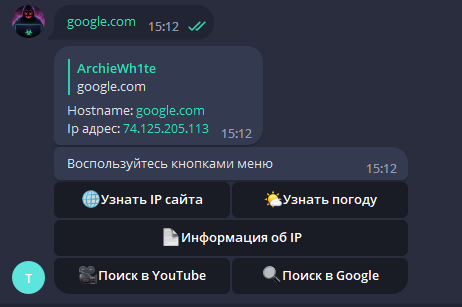 google.com 15:12
ArchieWh1te
google.com
Hostname: google.com
Ip адрес: 74.125.205.113 15:12
Воспользуйтесь кнопками меню 15:12
Узнать IP сайта Узнать погоду
Информация об IP
T Поиск в YouTube Поиск в Google